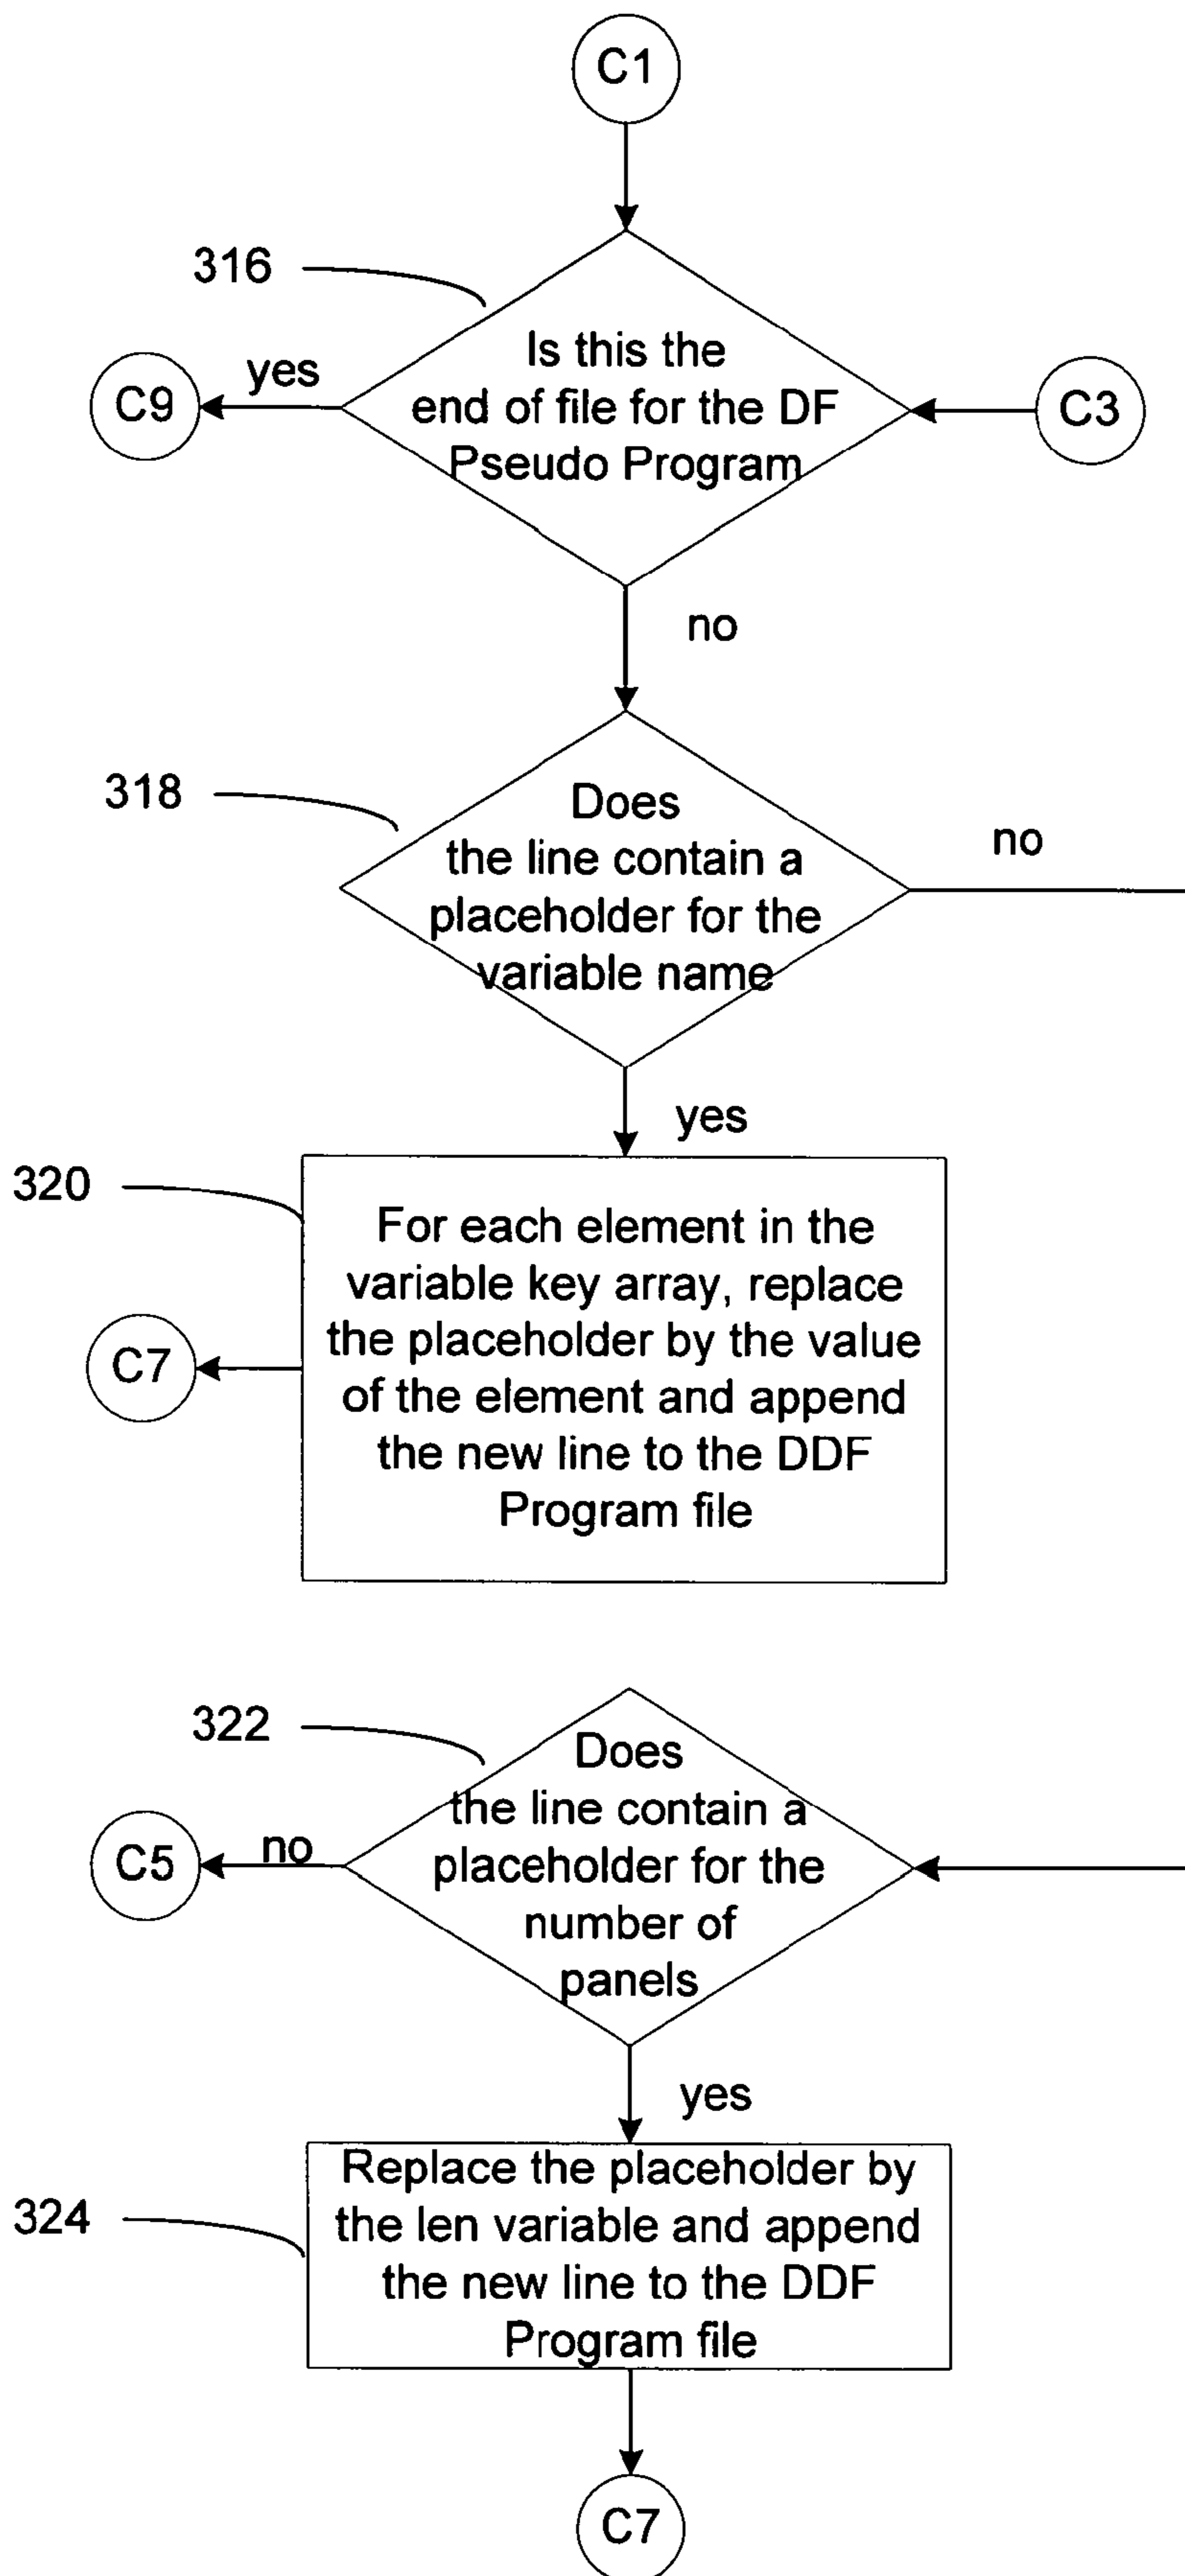 C1
316
Is this the
end of file for the DF
Pseudo Program
yes
C9
C3
no
318
Does
the line contain a
placeholder for the
variable name
no
yes
320
For each element in the
variable key array, replace
the placeholder by the value
of the element and append
the new line to the DDF
Program file
C7
322
Does
the line contain a
placeholder for the
number of
panels
no
C5
yes
324
Replace the placeholder by
the len variable and append
the new line to the DDF
Program file
C7